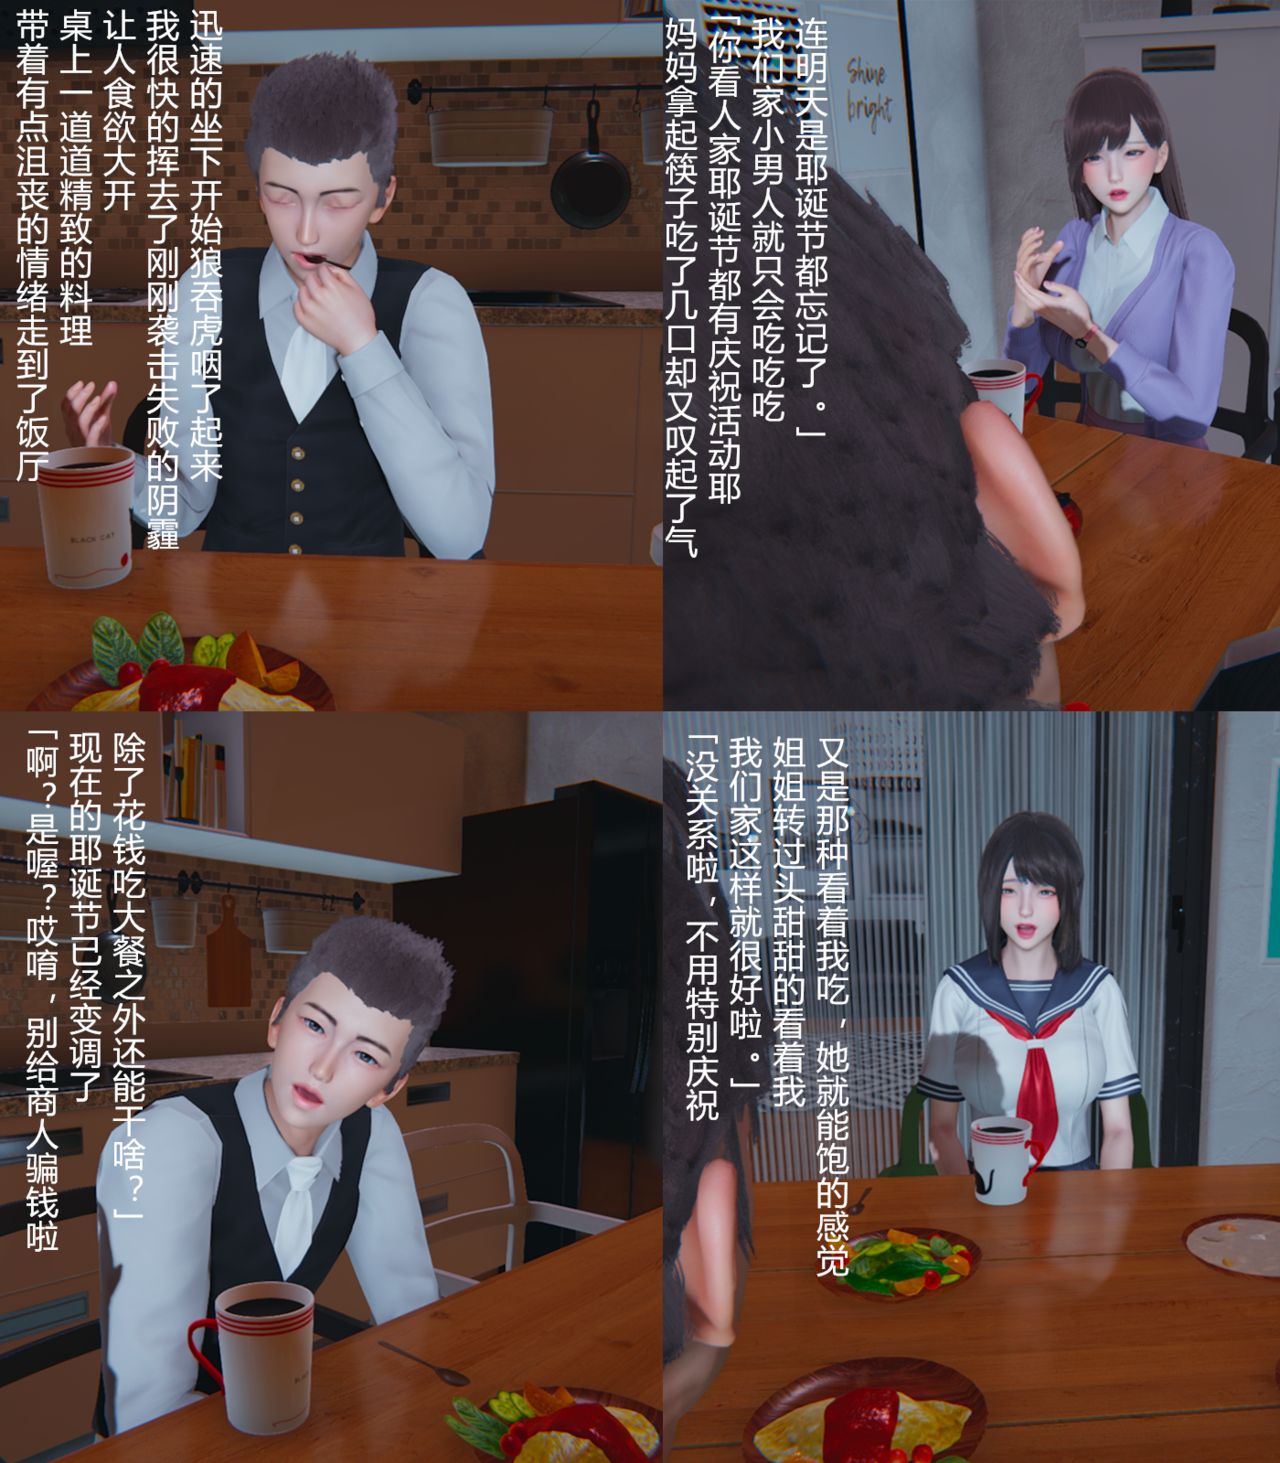 带着有点沮丧的情绪走到了饭厅
桌上一道道精致的料理
让人食欲大开
我很快的挥去了刚刚袭击失败的阴霾
迅速的坐下开始狼吞虎咽了起来
BLACK CAT
妈妈拿起筷子吃了几口却又叹起了气
「你看人家耶诞节都有庆祝活动耶
我们家小男人就只会吃吃吃
连明天是耶诞节都忘记了。」
Shine
bright
「啊?是喔?哎唷,别给商人骗钱啦
现在的耶诞节已经变调了
除了花钱吃大餐之外还能干啥?」
「没关系啦,不用特别庆祝
我们家这样就很好啦。」
姐姐转过头甜甜的看着我
又是那种看着我吃,她就能饱的感觉